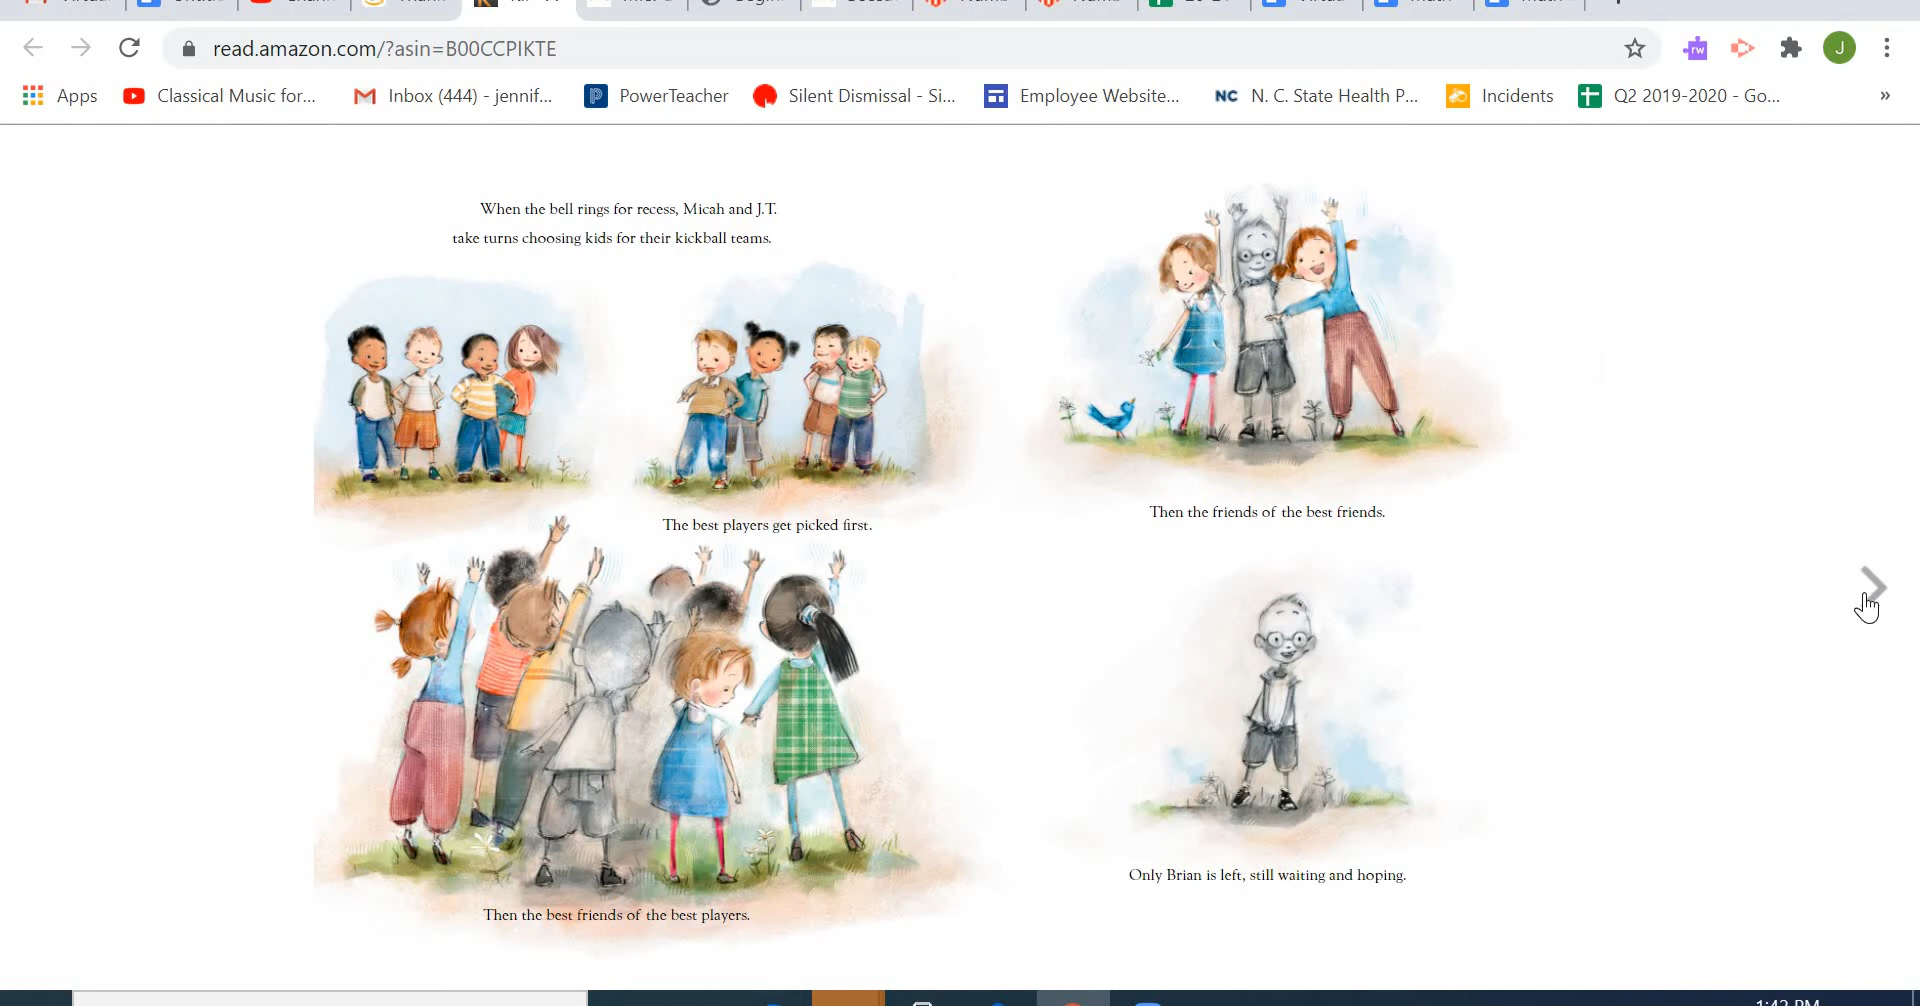 read.amazon.com/?asin=B00CCPIKTE
J
Apps
Classical Music for...
Inbox (444) - jennif...
PowerTeacher
Silent Dismissal - Si...
Employee Website...
NC
N. C. State Health P...
Incidents
Q2 2019-2020 - Go...
»
When the bell rings for recess, Micah and J.T.
take turns choosing kids for their kickball teams.
The best players get picked first.
Then the best friends of the best players.
Then the friends of the best friends.
Only Brian is left, still waiting and hoping.